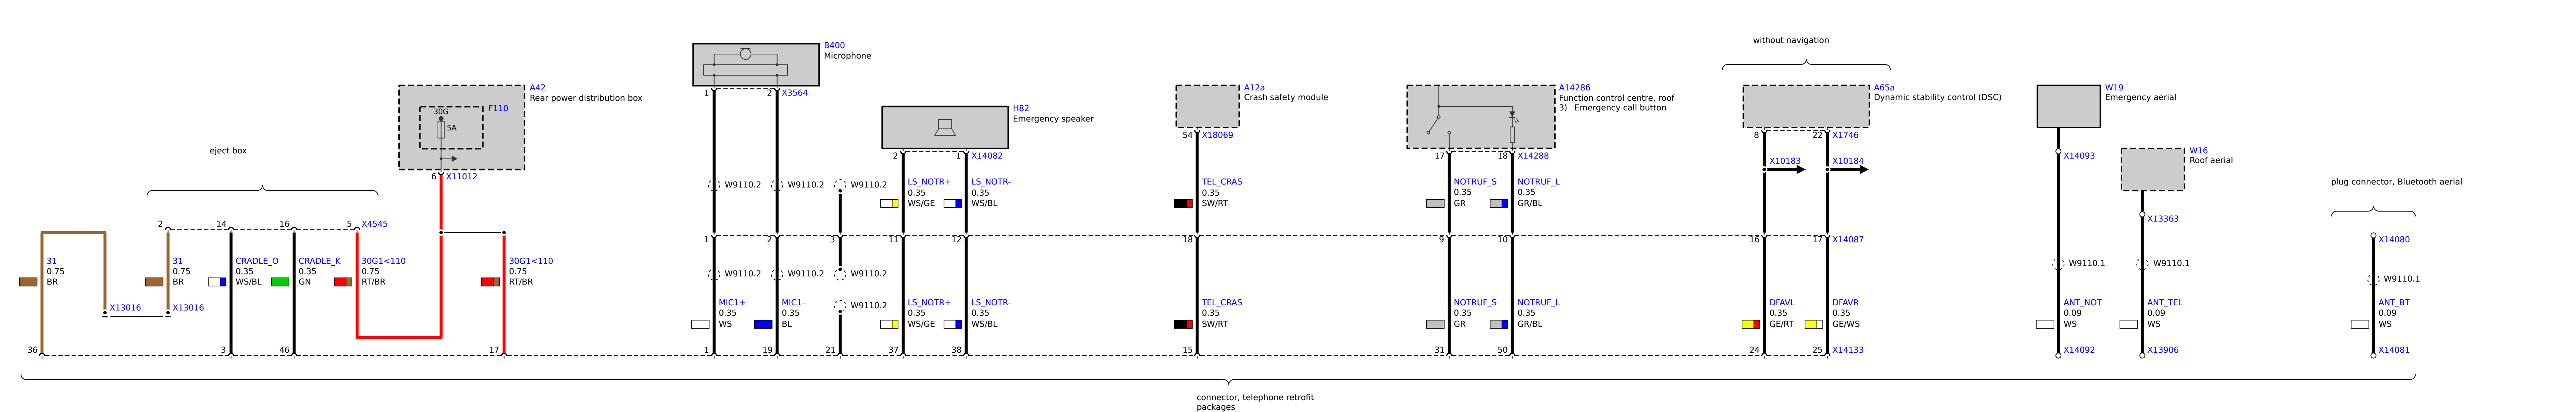 without navigation
B400
Microphone
A42
Rear power distribution box
30G
F110
5A
A12a
Crash safety module
A14286
Function control centre, roof
3) Emergency call button
A65a
Dynamic stability control (DSC)
W19
Emergency aerial
1 2 X3564
H82
Emergency speaker
54 X18069
8 22 X1746
eject box
2 1 X14082
17 18 X14288
X10183 X10184
X14093
W16
Roof aerial
6 X11012
W9110.2 W9110.2 W9110.2
LS_NOTR+
0.35
WS/GE
LS_NOTR-
0.35
WS/BL
TEL_CRAS
0.35
SW/RT
NOTRUF_S
0.35
GR
NOTRUF_L
0.35
GR/BL
plug connector, Bluetooth aerial
X13363
2 14 16 5 X4545
1 2 3 11 12 18 9 10 16 17 X14087
X14080
31
0.75
BR
31
0.75
BR
CRADLE_O
0.35
WS/BL
CRADLE_K
0.35
GN
30G1<110
0.75
RT/BR
30G1<110
0.75
RT/BR
W9110.2 W9110.2 W9110.2
W9110.1 W9110.1
W9110.1
X13016 X13016
MIC1+
0.35
WS
MIC1-
0.35
BL
W9110.2
LS_NOTR+
0.35
WS/GE
LS_NOTR-
0.35
WS/BL
TEL_CRAS
0.35
SW/RT
NOTRUF_S
0.35
GR
NOTRUF_L
0.35
GR/BL
DFAVL
0.35
GE/RT
DFAVR
0.35
GE/WS
ANT_NOT
0.09
WS
ANT_TEL
0.09
WS
ANT_BT
0.09
WS
36 3 46 17 1 19 21 37 38 15 31 50 24 25 X14133 X14092 X13906 X14081
connector, telephone retrofit
packages